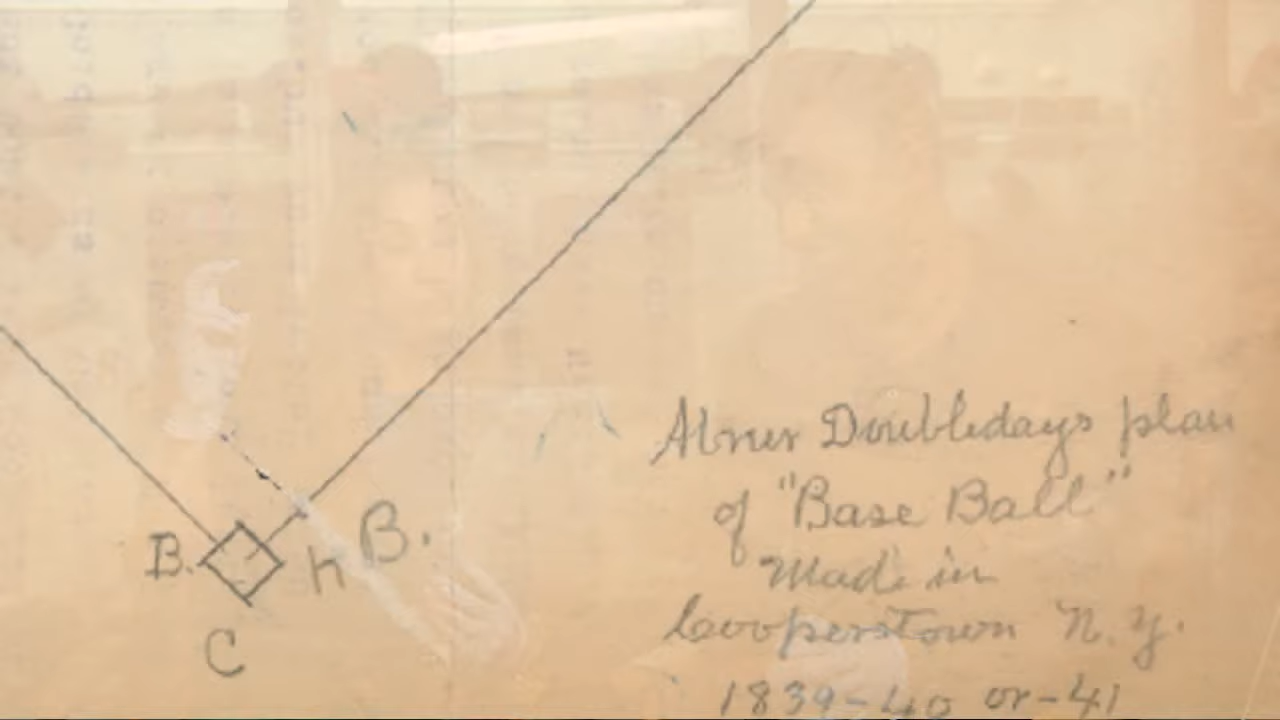 B.
h B.
C
Abner Doubledays plan
of "Base Ball"
Made in
Cooperstown N.Y.
1839-40 or-41